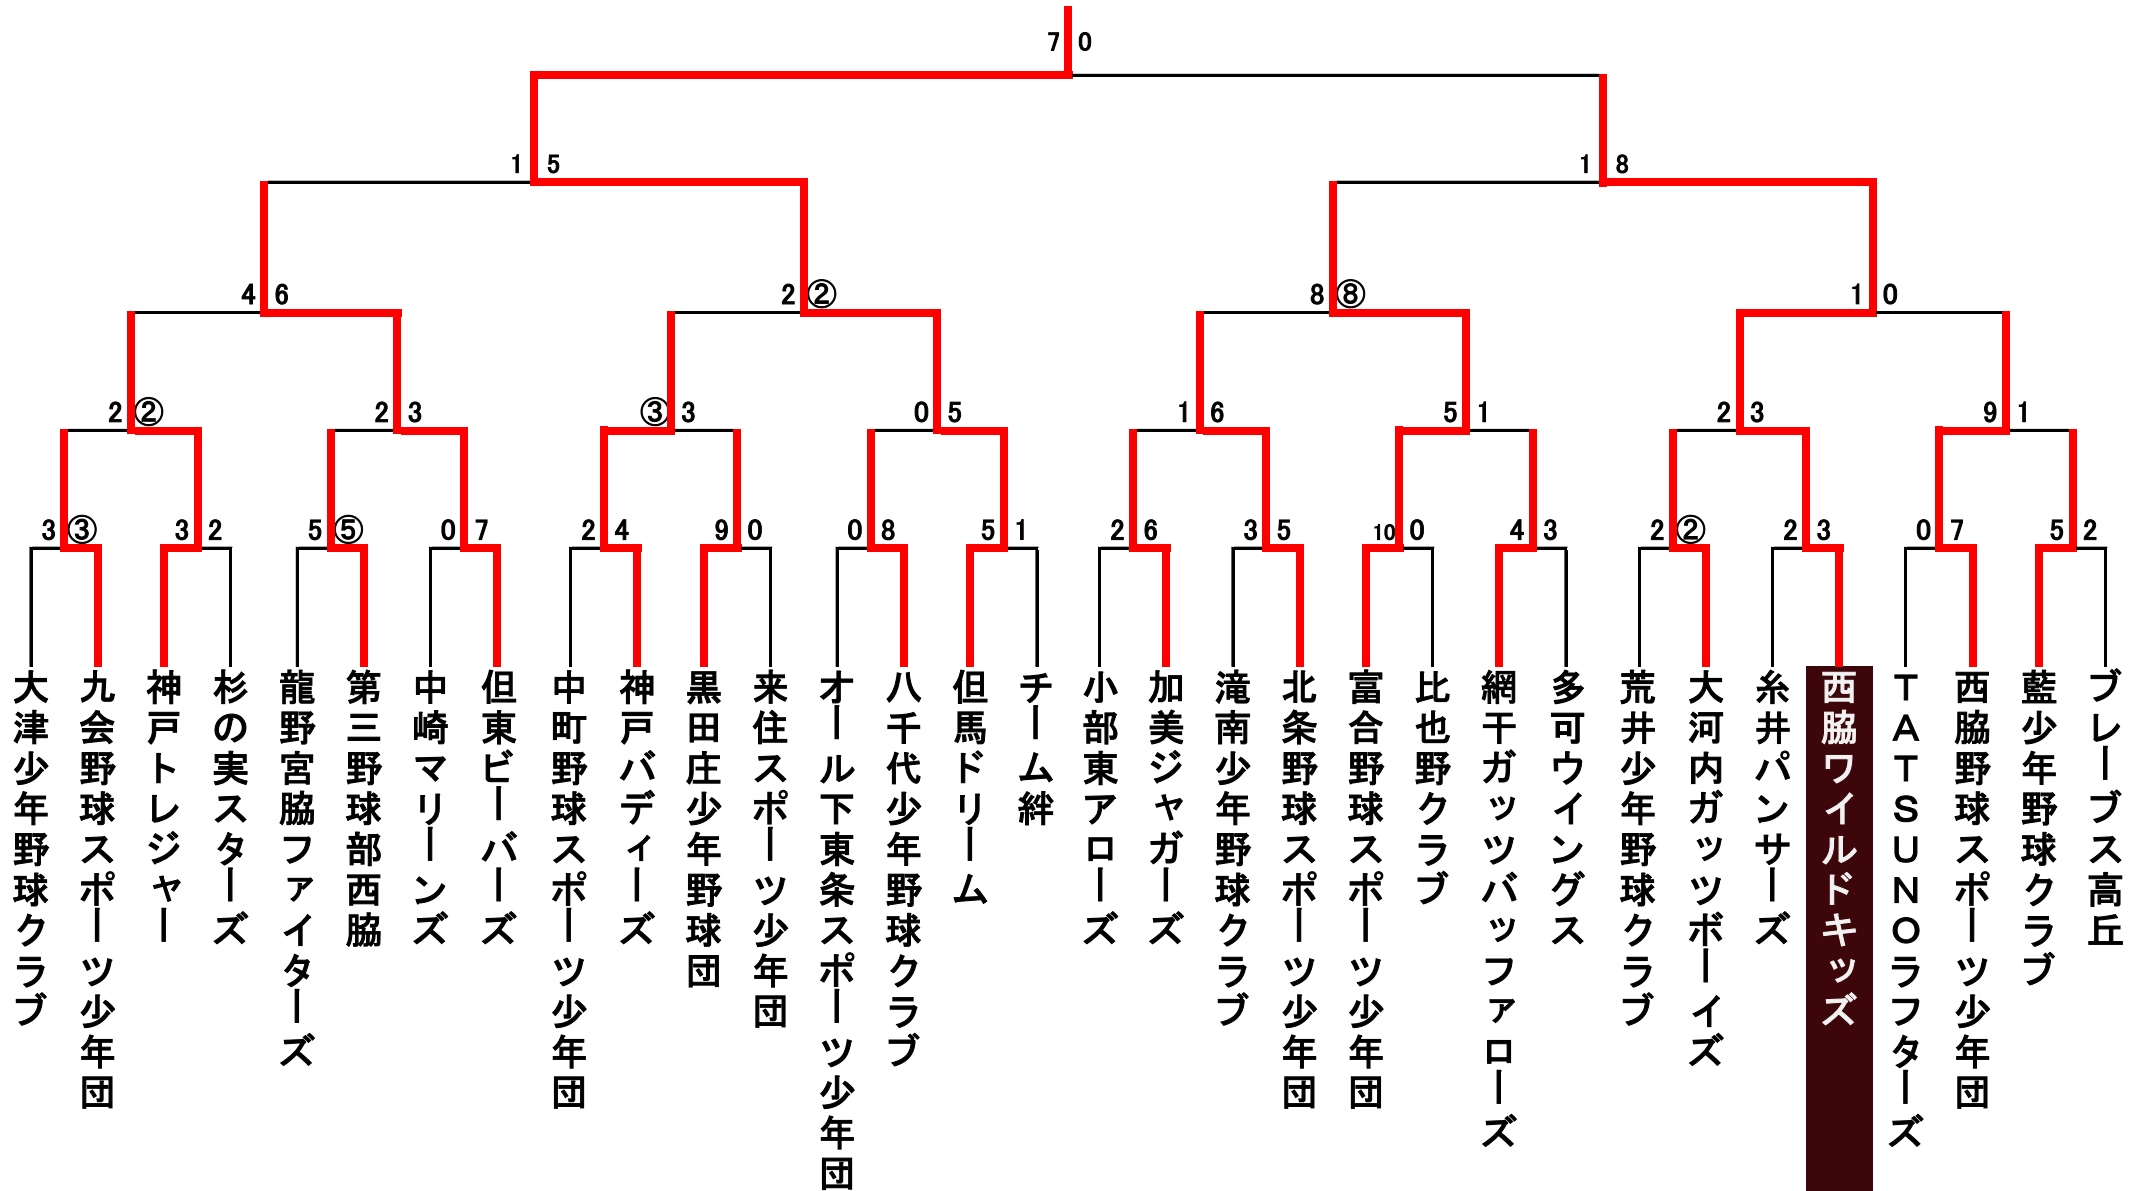 7 0
1 5
1 8
4 6
2 ②
8 ⑧
1 0
2 ②
2 3
③ 3
0 5
1 6
5 1
2 3
9 1
3 ③
3 2
5 ⑤
0 7
2 4
9 0
0 8
5 1
2 6
3 5
10 0
4 3
2 ②
2 3
0 7
5 2
大津少年野球クラブ
九会野球スポーツ少年団
神戸トレジャー
杉の実スターズ
龍野宮脇ファイターズ
第三野球部西脇
中崎マリーンズ
但東ビーバーズ
中町野球スポーツ少年団
神戸バディーズ
黒田庄少年野球団
来住スポーツ少年団
オール下東条スポーツ少年団
八千代少年野球クラブ
但馬ドリーム
チーム絆
小部東アローズ
加美ジャガーズ
滝南少年野球クラブ
北条野球スポーツ少年団
富合野球スポーツ少年団
比也野クラブ
網干ガッツバッファローズ
多可ウイングス
荒井少年野球クラブ
大河内ガッツボーイズ
糸井パンサーズ
西脇ワイルドキッズ
ＴＡＴＳＵＮＯラフターズ
西脇野球スポーツ少年団
藍少年野球クラブ
ブレーブス高丘